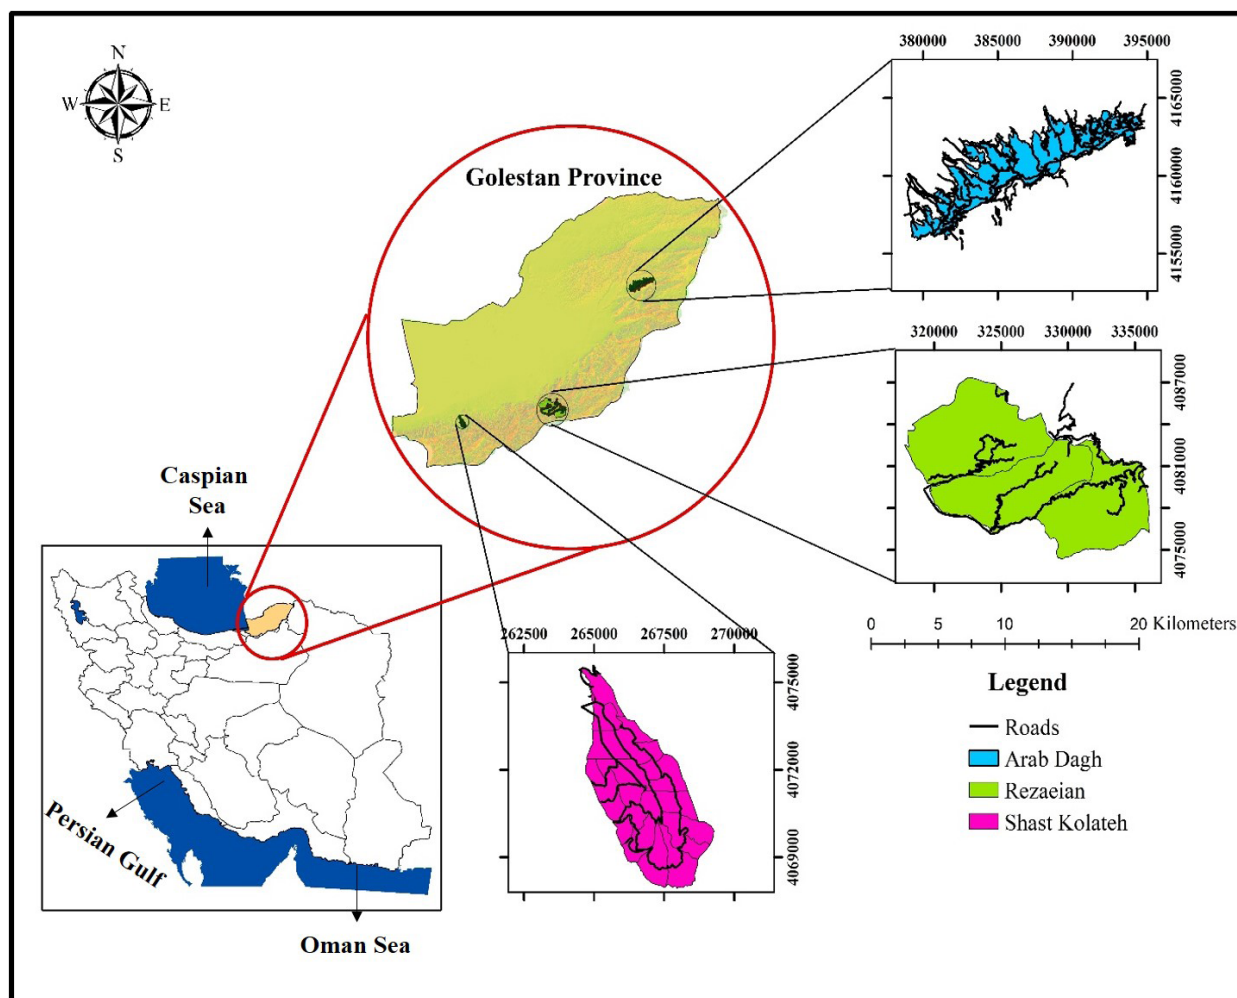 N
W E
S
Golestan Province
380000 385000 390000 395000
4165000
4160000
4155000
320000 325000 330000 335000
4087000
4081000
4075000
0 5 10 20 Kilometers
Caspian
Sea
Persian Gulf
Oman Sea
262500 265000 267500 270000
4075000
4072000
4069000
Legend
Roads
Arab Dagh
Rezaeian
Shast Kolateh